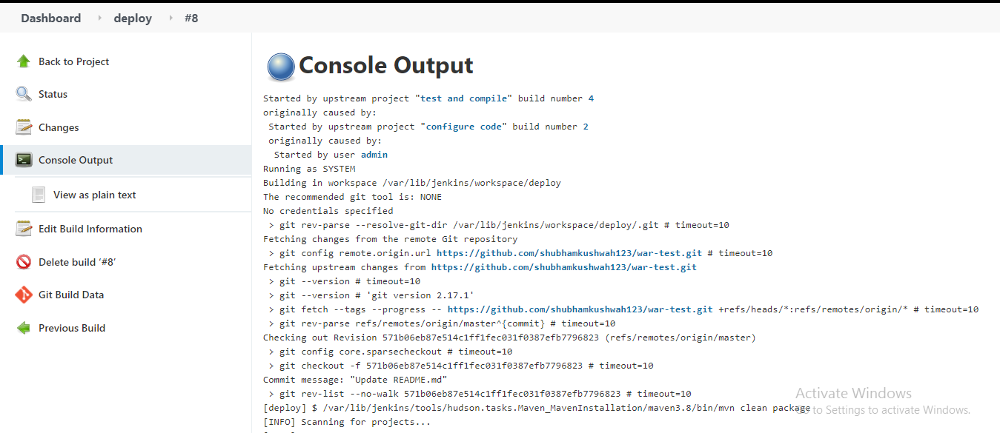 Dashboard deploy #8
Back to Project
Status
Changes
Console Output
View as plain text
Edit Build Information
Delete build ‘#8’
Git Build Data
Previous Build
Console Output
Started by upstream project "test and compile" build number 4
originally caused by:
Started by upstream project "configure code" build number 2
originally caused by:
Started by user admin
Running as SYSTEM
Building in workspace /var/lib/jenkins/workspace/deploy
The recommended git tool is: NONE
No credentials specified
> git rev-parse --resolve-git-dir /var/lib/jenkins/workspace/deploy/.git # timeout=10
Fetching changes from the remote Git repository
> git config remote.origin.url https://github.com/shubhamkushwah123/war-test.git # timeout=10
Fetching upstream changes from https://github.com/shubhamkushwah123/war-test.git
> git --version # timeout=10
> git --version # 'git version 2.17.1'
> git fetch --tags --progress -- https://github.com/shubhamkushwah123/war-test.git +refs/heads/*:refs/remotes/origin/* # timeout=10
> git rev-parse refs/remotes/origin/master^{commit} # timeout=10
Checking out Revision 571b06eb87e514c1ff1fec031f0387efb7796823 (refs/remotes/origin/master)
> git config core.sparsecheckout # timeout=10
> git checkout -f 571b06eb87e514c1ff1fec031f0387efb7796823 # timeout=10
Commit message: "Update README.md"
> git rev-list --no-walk 571b06eb87e514c1ff1fec031f0387efb7796823 # timeout=10
[deploy] $ /var/lib/jenkins/tools/hudson.tasks.Maven_MavenInstallation/maven3.8/bin/mvn clean package
[INFO] Scanning for projects...
Activate Windows
Go to Settings to activate Windows.